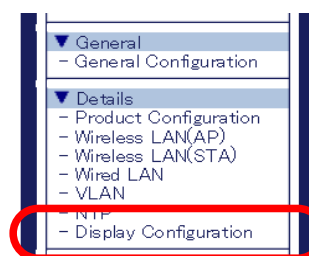 ▼ General
- General Configuration
▼ Details
- Product Configuration
- Wireless LAN(AP)
- Wireless LAN(STA)
- Wired LAN
- VLAN
- NTP
- Display Configuration